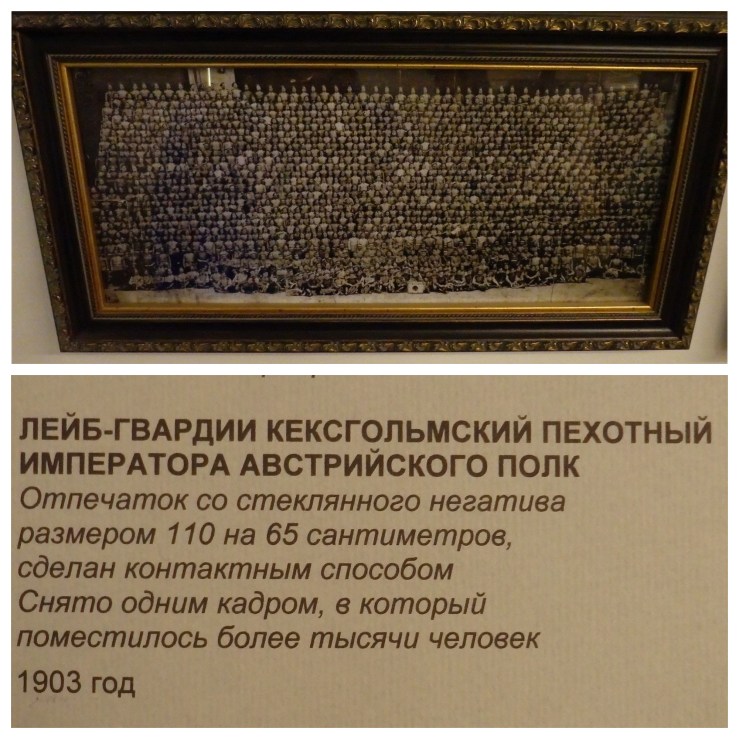 ЛЕЙБ-ГВАРДИИ КЕКСГОЛЬМСКИЙ ПЕХОТНЫЙ
ИМПЕРАТОРА АВСТРИЙСКОГО ПОЛК
Отпечаток со стеклянного негатива
размером 110 на 65 сантиметров,
сделан контактным способом
Снято одним кадром, в который
поместилось более тысячи человек
1903 год